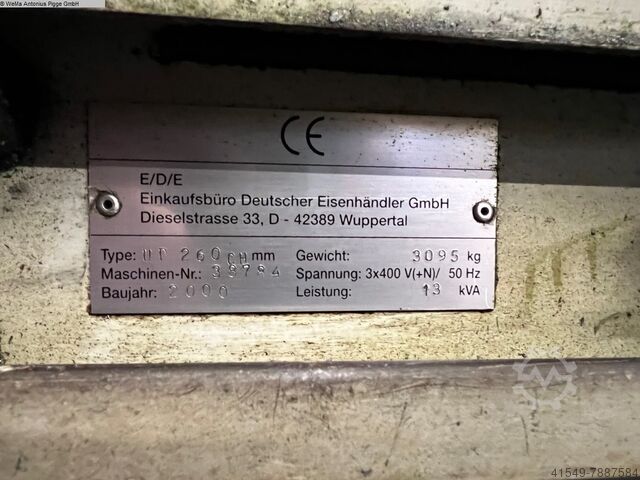 © WeMa Antonius Pigge GmbH
CE
E/D/E
Einkaufsbüro Deutscher Eisenhändler GmbH
Dieselstrasse 33, D - 42389 Wuppertal
Type: 260 mm Gewicht: 3095 kg
Maschinen-Nr.: Spannung: 3x400 V(+N)/ 50 Hz
Baujahr: 2000 Leistung: 13 kVA
41549-7887584